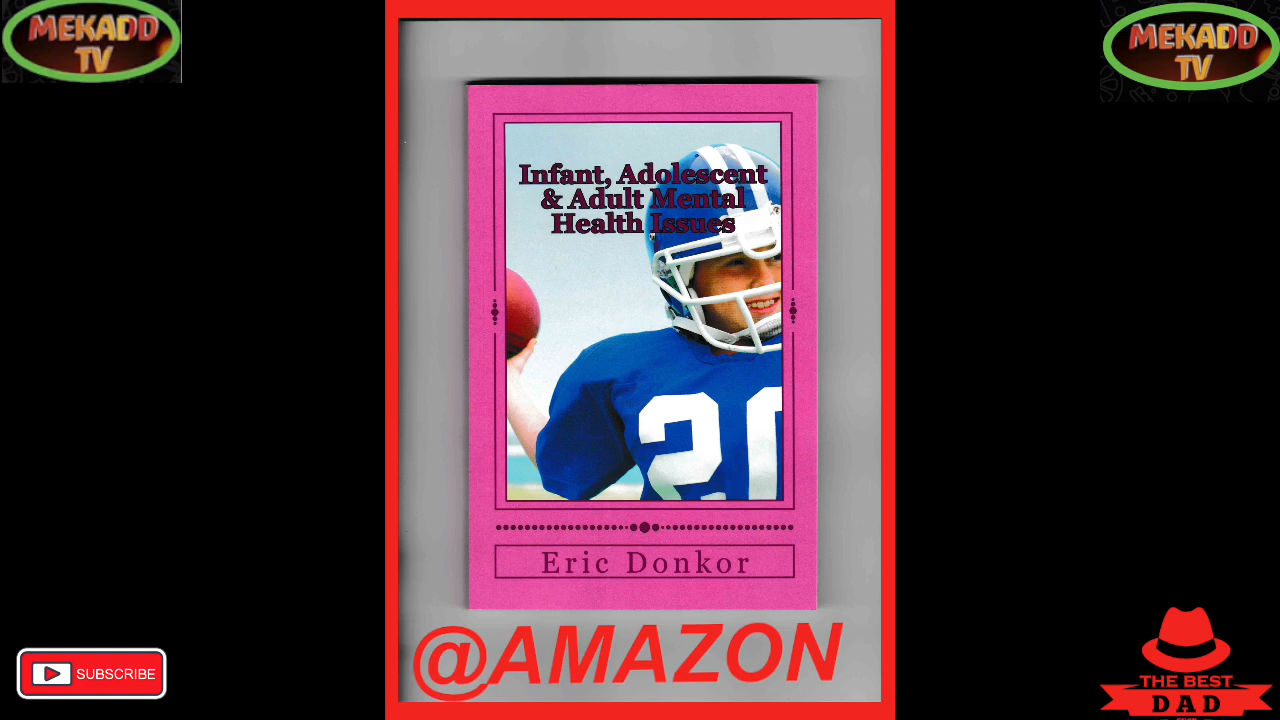 MEKADD
TV
MEKADD
TV
Infant, Adolescent
& Adult Mental
Health Issues
20
Eric Donkor
@AMAZON
SUBSCRIBE
THE BEST
DAD